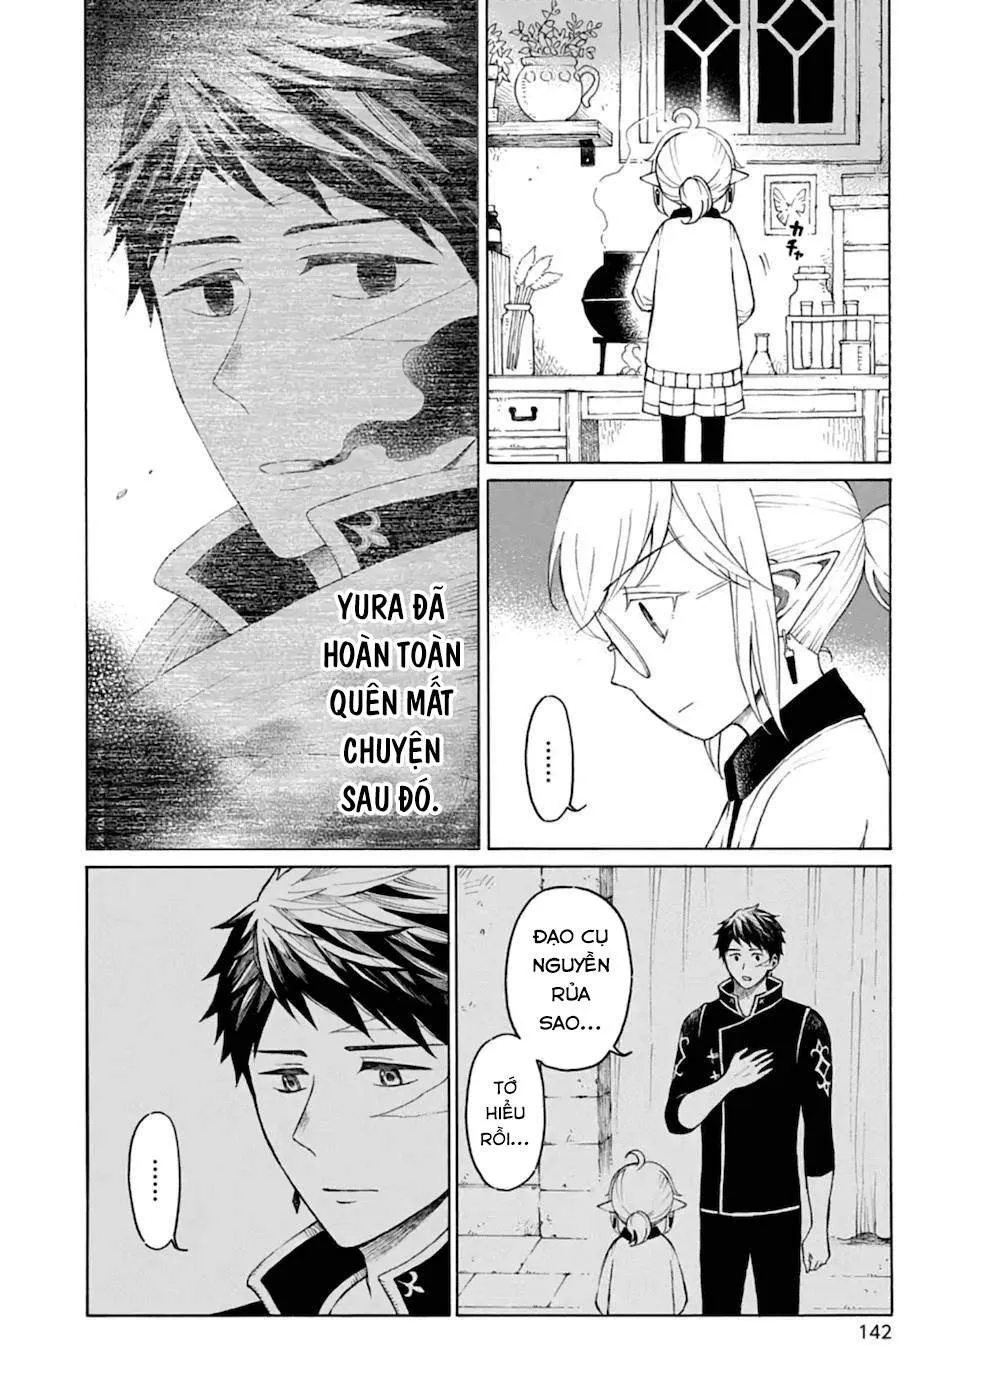 カチャ
……
YURA ĐÃ
HOÀN TOÀN
QUÊN MẤT
CHUYỆN
SAU ĐÓ.
ĐẠO CỤ
NGUYỀN
RỦA
SAO...
TỚ
HIỂU
RỒI...
……
142